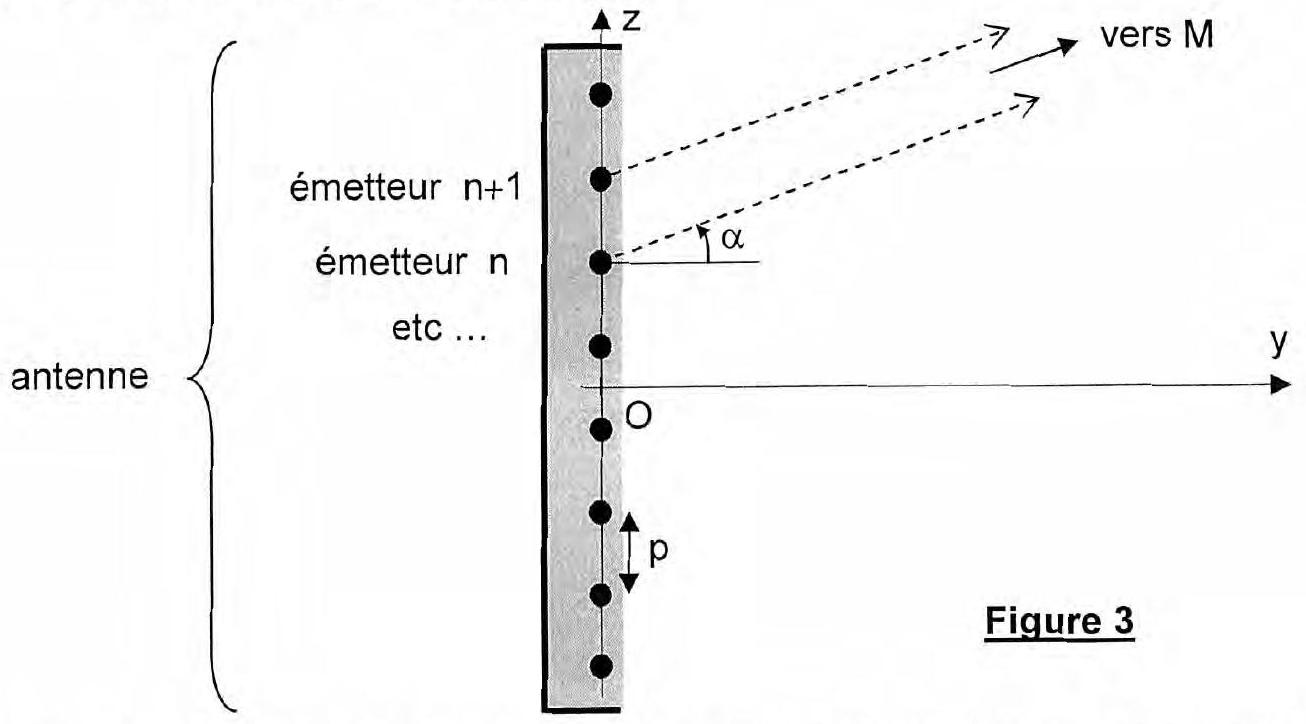 z
vers M
émetteur n+1
α
émetteur n
etc ...
y
antenne
O
p
Figure 3